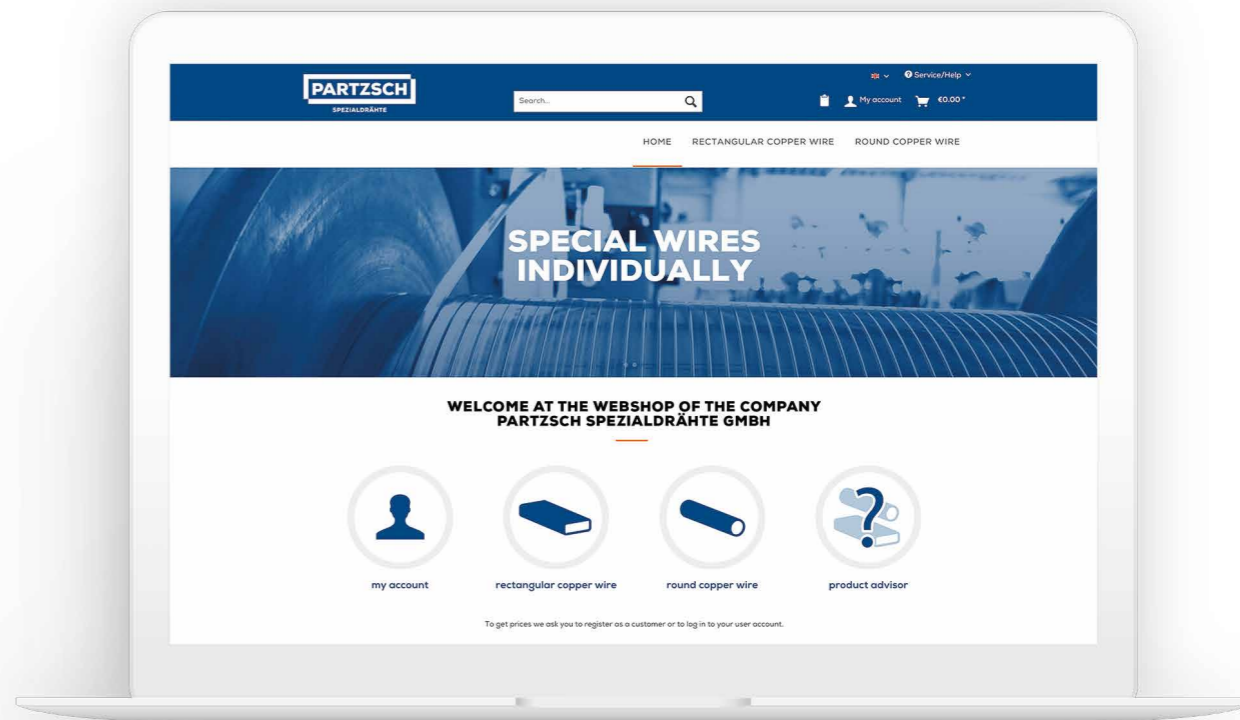 PARTZSCH
SPEZIALDRÄHTE
Search...
Service/Help
My account
€0.00 *
HOME
RECTANGULAR COPPER WIRE
ROUND COPPER WIRE
SPECIAL WIRES
INDIVIDUALLY
WELCOME AT THE WEBSHOP OF THE COMPANY
PARTZSCH SPEZIALDRÄHTE GMBH
my account
rectangular copper wire
round copper wire
product advisor
To get prices we ask you to register as a customer or to log in to your user account.